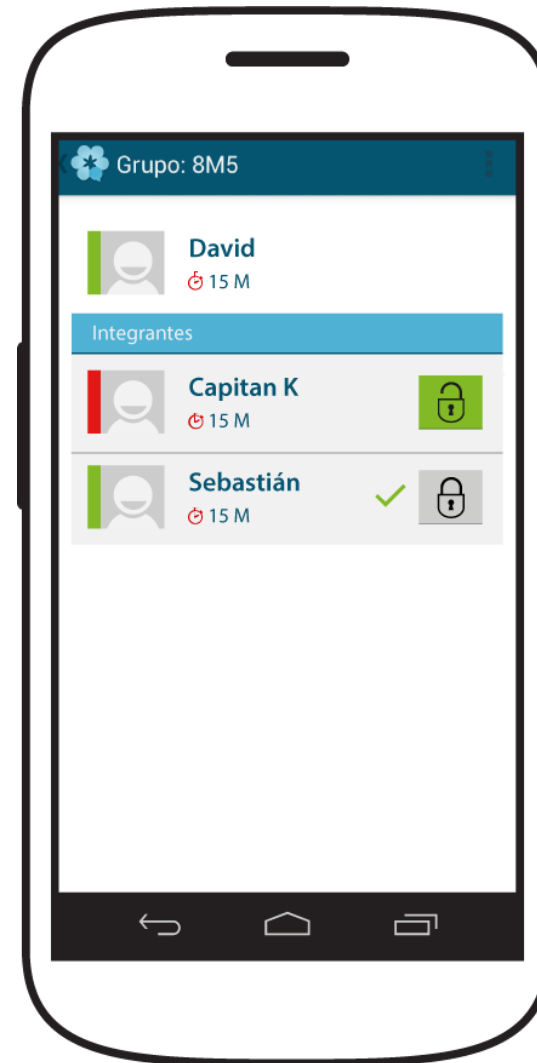 Grupo: 8M5
David
15 M
Integrantes
Capitan K
15 M
Sebastián
15 M